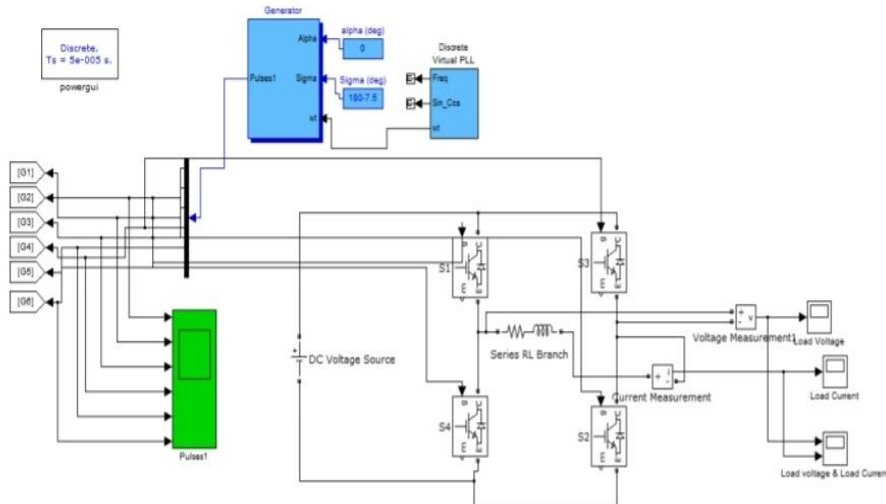 Generator
alpha (deg)
Alpha
0
Discrete,
Ts = 5e-005 s.
powergui
Discrete
Virtual PLL
Pulses1
Sigma
Sigma (deg)
180-7.5
Freq
Sin_Cos
wt
wt
[G1]
[G2]
[G3]
[G4]
[G5]
[G6]
g
C
S1
m
E
g
C
S3
m
E
+
-
v
Voltage Measurement1
Load Voltage
DC Voltage Source
Series RL Branch
+
i
-
Current Measurement
Load Current
g
C
S4
m
E
g
C
S2
m
E
Pulses1
Load voltage & Load Current